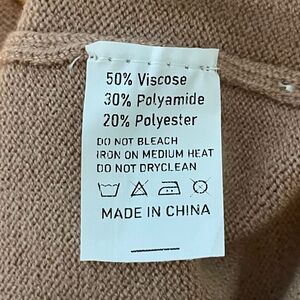 50% Viscose
30% Polyamide
20% Polyester
DO NOT BLEACH
IRON ON MEDIUM HEAT
DO NOT DRYCLEAN
MADE IN CHINA